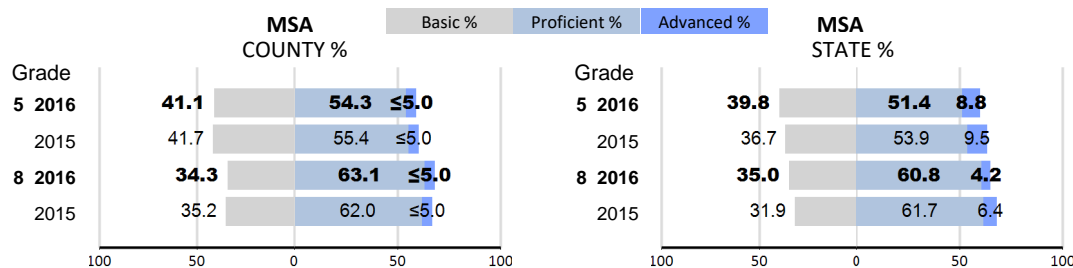 MSA
COUNTY %
Basic % Proficient % Advanced %
MSA
STATE %
Grade
5 2016 41.1 54.3 ≤5.0
2015 41.7 55.4 ≤5.0
8 2016 34.3 63.1 ≤5.0
2015 35.2 62.0 ≤5.0
100 50 0 50 100
Grade
5 2016 39.8 51.4 8.8
2015 36.7 53.9 9.5
8 2016 35.0 60.8 4.2
2015 31.9 61.7 6.4
100 50 0 50 100